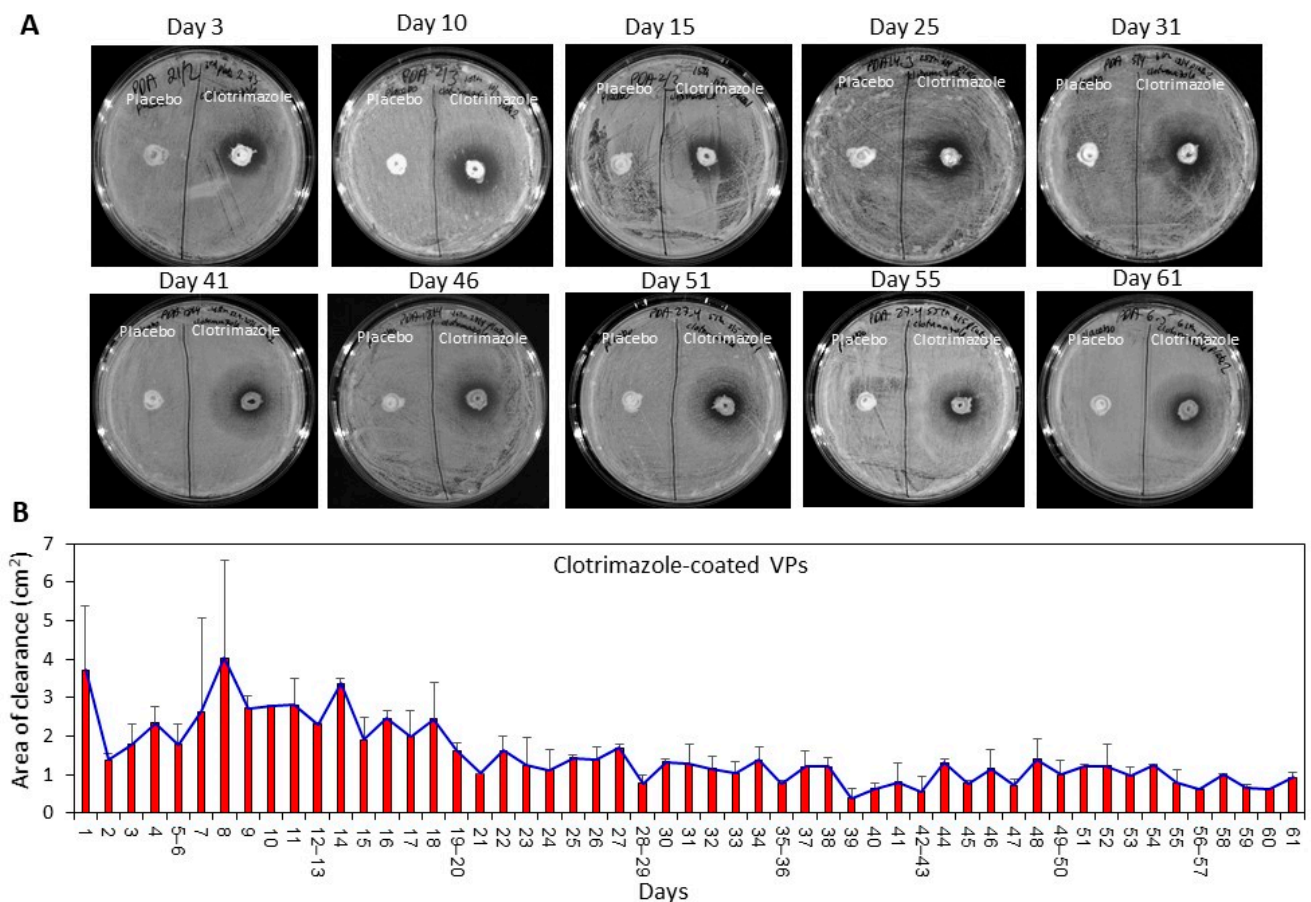 A
Day 3
Day 10
Day 15
Day 25
Day 31
Placebo
Clotrimazole
Placebo
Clotrimazole
Placebo
Clotrimazole
Placebo
Clotrimazole
Placebo
Clotrimazole
Day 41
Day 46
Day 51
Day 55
Day 61
Placebo
Clotrimazole
Placebo
Clotrimazole
Placebo
Clotrimazole
Placebo
Clotrimazole
Placebo
Clotrimazole
B
Clotrimazole-coated VPs
Area of clearance (cm²)
7
6
5
4
3
2
1
0
1 2 3 4 5–6 7 8 9 10 11 12–13 14 15 16 17 18 19–20 21 22 23 24 25 26 27 28–29 30 31 32 33 34 35–36 37 38 39 40 41 42–43 44 45 46 47 48 49–50 51 52 53 54 55 56–57 58 59 60 61
Days